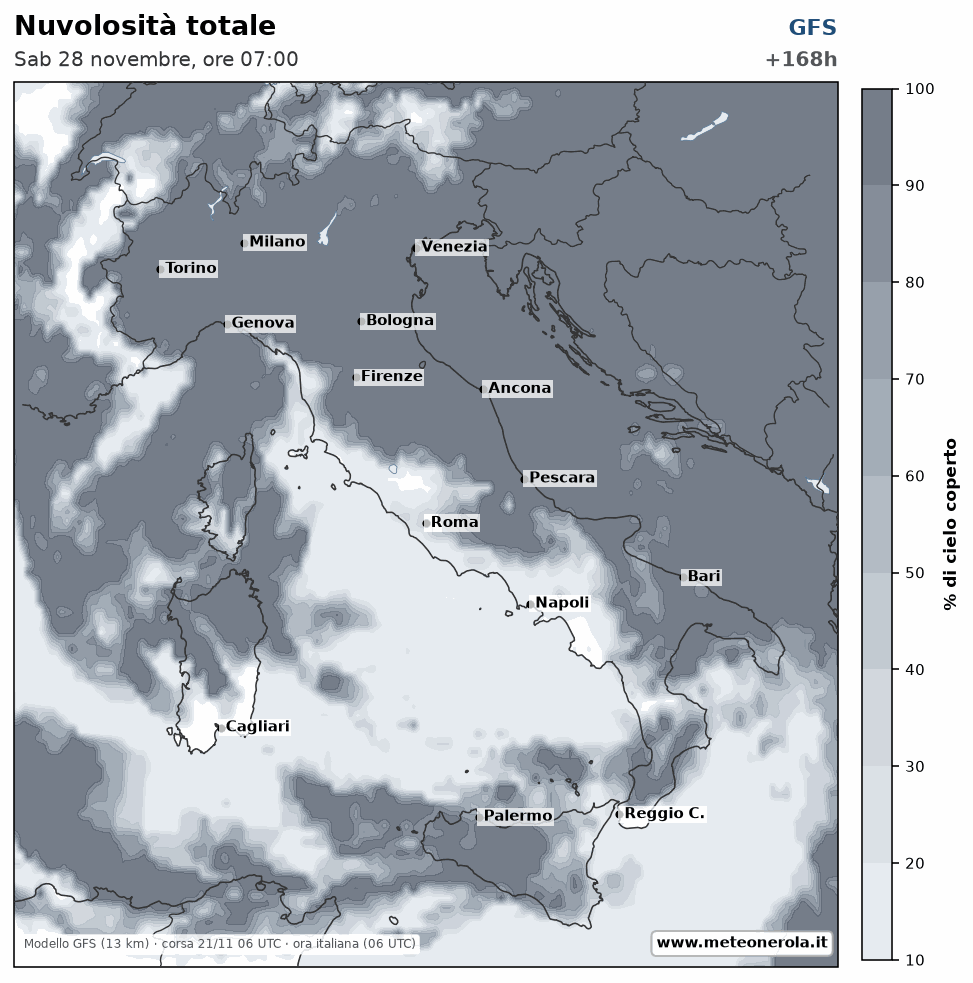 Nuvolosità totale
GFS
Sab 28 novembre, ore 07:00
+168h
100
90
80
70
60
50
40
30
20
10
% di cielo coperto
Milano
Venezia
Torino
Genova
Bologna
Firenze
Ancona
Pescara
Roma
Bari
Napoli
Cagliari
Palermo
Reggio C.
Modello GFS (13 km) · corsa 21/11 06 UTC · ora italiana (06 UTC)
www.meteonerola.it